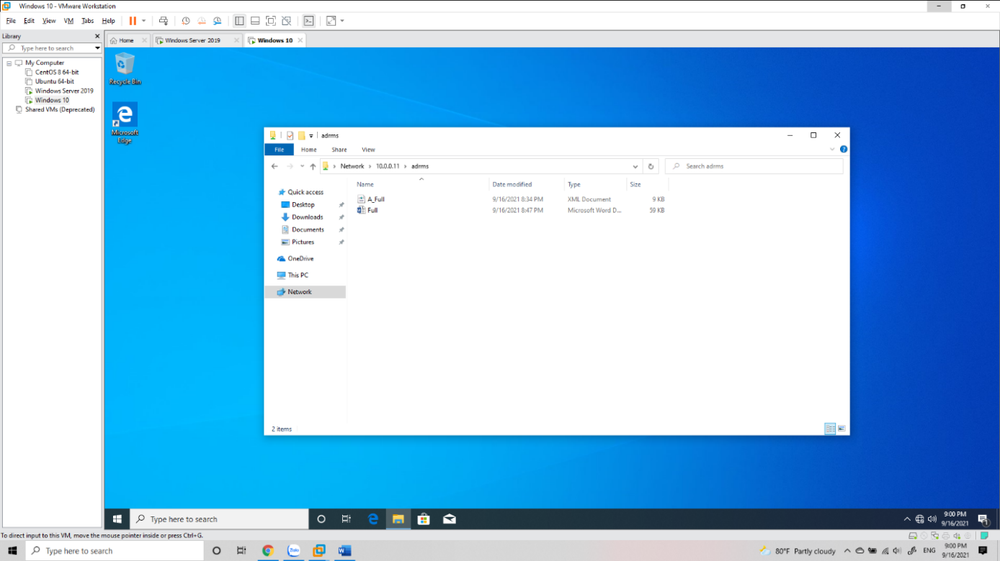 Windows 10 - VMware Workstation
File Edit View VM Tabs Help
Library
Type here to search
My Computer
CentOS 8 64-bit
Ubuntu 64-bit
Windows Server 2019
Windows 10
Shared VMs (Deprecated)
Home Windows Server 2019 Windows 10
Recycle Bin
Microsoft
Edge
adrms
File Home Share View
Network 10.0.0.11 adrms
Search adrms
Quick access
Desktop
Downloads
Documents
Pictures
OneDrive
This PC
Network
Name Date modified Type Size
A_Full 9/16/2021 8:34 PM XML Document 9 KB
Full 9/16/2021 8:47 PM Microsoft Word D... 59 KB
2 items
Type here to search
9:00 PM
9/16/2021
1
To direct input to this VM, move the mouse pointer inside or press Ctrl+G.
Type here to search
Zalo
80°F Partly cloudy
ENG
9:00 PM
9/16/2021